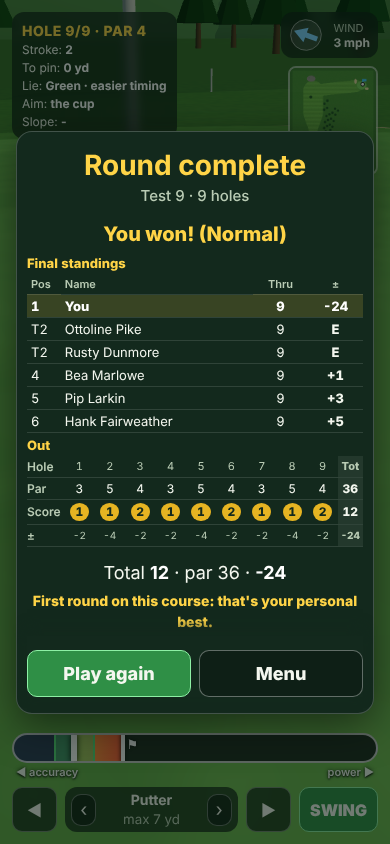 HOLE 9/9 · PAR 4
Stroke: 2
To pin: 0 yd
Lie: Green · easier timing
Aim: the cup
Slope: -
WIND
3 mph
Round complete
Test 9 · 9 holes
You won! (Normal)
Final standings
Pos Name Thru ±
1 You 9 -24
T2 Ottoline Pike 9 E
T2 Rusty Dunmore 9 E
4 Bea Marlowe 9 +1
5 Pip Larkin 9 +3
6 Hank Fairweather 9 +5
Out
Hole 1 2 3 4 5 6 7 8 9 Tot
Par 3 5 4 3 5 4 3 5 4 36
Score 1 1 2 1 1 2 1 1 2 12
± -2 -4 -2 -2 -4 -2 -2 -4 -2 -24
Total 12 · par 36 · -24
First round on this course: that's your personal
best.
Play again
Menu
◀ accuracy
power ▶
◀
‹
Putter
max 7 yd
›
▶
SWING